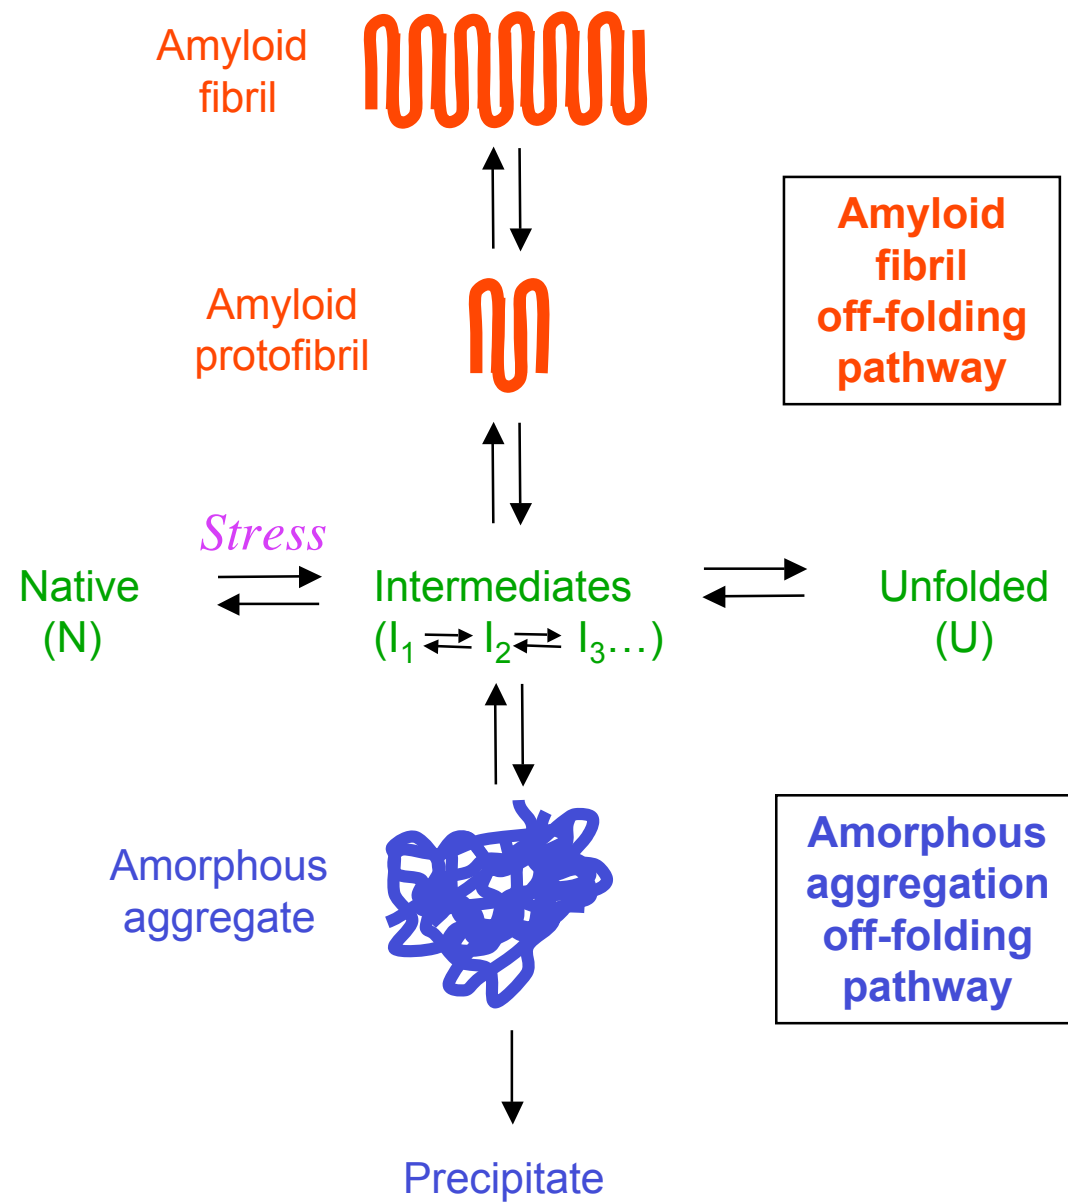 Amyloid
fibril
Amyloid
fibril
off-folding
pathway
Amyloid
protofibril
Stress
Native
(N)
Intermediates
(I₁ I₂ I₃…)
Unfolded
(U)
Amorphous
aggregate
Amorphous
aggregation
off-folding
pathway
Precipitate